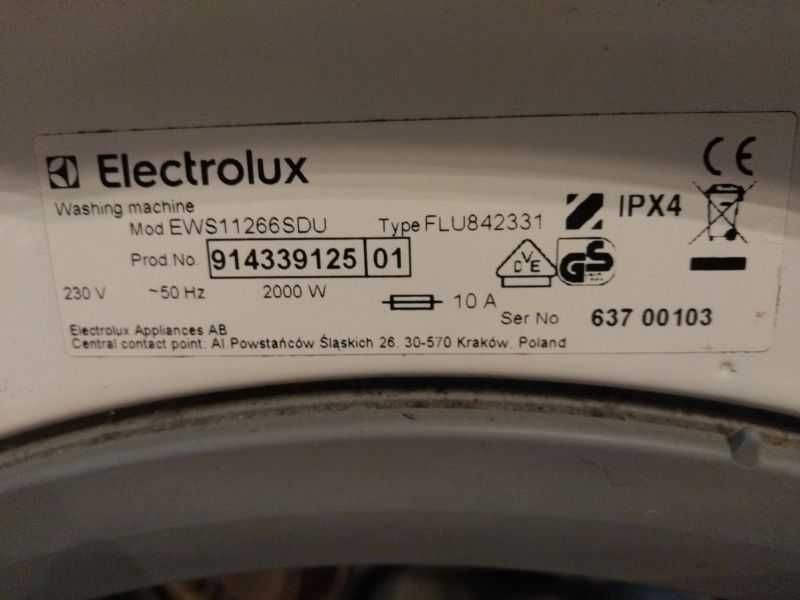 Electrolux
CE
Washing machine
Mod EWS11266SDU Type FLU842331 IPX4
Prod No. 914339125 01
DVE GS
230 V ~50 Hz 2000 W 10 A
Ser No 637 00103
Electrolux Appliances AB
Central contact point: Al Powstańców Śląskich 26, 30-570 Kraków, Poland